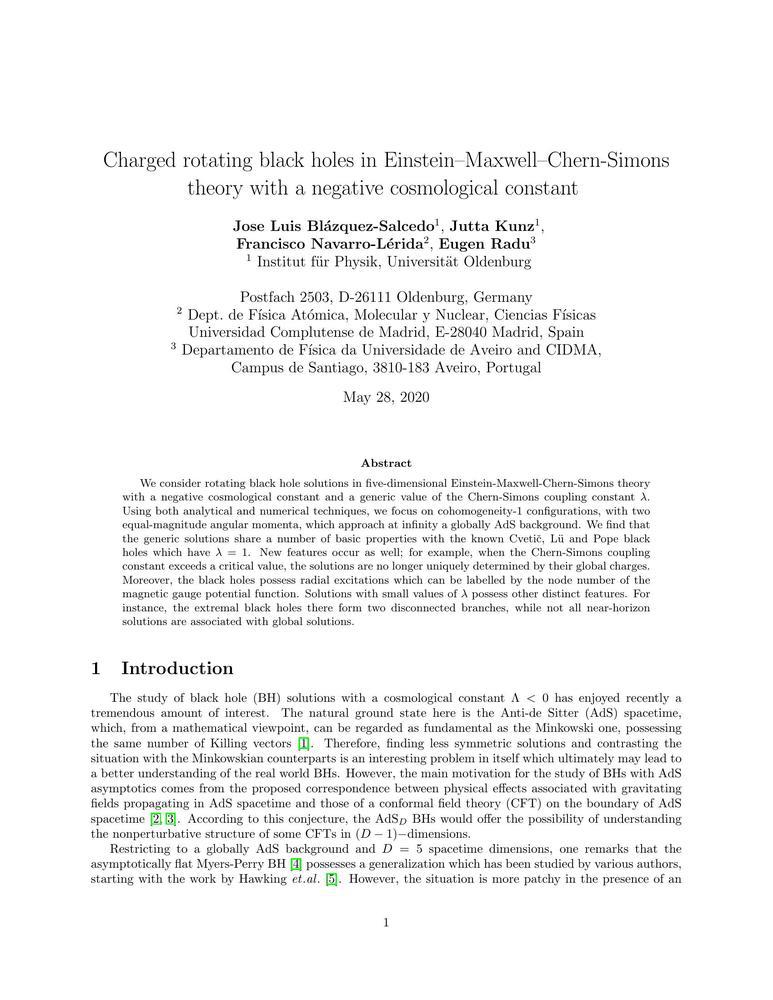 Charged rotating black holes in Einstein–Maxwell–Chern-Simons
theory with a negative cosmological constant
Jose Luis Blázquez-Salcedo1, Jutta Kunz1,
Francisco Navarro-Lérida2, Eugen Radu3
1 Institut für Physik, Universität Oldenburg
Postfach 2503, D-26111 Oldenburg, Germany
2 Dept. de Física Atómica, Molecular y Nuclear, Ciencias Físicas
Universidad Complutense de Madrid, E-28040 Madrid, Spain
3 Departamento de Física da Universidade de Aveiro and CIDMA,
Campus de Santiago, 3810-183 Aveiro, Portugal
May 28, 2020
Abstract
We consider rotating black hole solutions in five-dimensional Einstein-Maxwell-Chern-Simons theory
with a negative cosmological constant and a generic value of the Chern-Simons coupling constant λ.
Using both analytical and numerical techniques, we focus on cohomogeneity-1 configurations, with two
equal-magnitude angular momenta, which approach at infinity a globally AdS background. We find that
the generic solutions share a number of basic properties with the known Cvetič, Lü and Pope black
holes which have λ = 1. New features occur as well; for example, when the Chern-Simons coupling
constant exceeds a critical value, the solutions are no longer uniquely determined by their global charges.
Moreover, the black holes possess radial excitations which can be labelled by the node number of the
magnetic gauge potential function. Solutions with small values of λ possess other distinct features. For
instance, the extremal black holes there form two disconnected branches, while not all near-horizon
solutions are associated with global solutions.
1 Introduction
The study of black hole (BH) solutions with a cosmological constant Λ < 0 has enjoyed recently a
tremendous amount of interest. The natural ground state here is the Anti-de Sitter (AdS) spacetime,
which, from a mathematical viewpoint, can be regarded as fundamental as the Minkowski one, possessing
the same number of Killing vectors [1]. Therefore, finding less symmetric solutions and contrasting the
situation with the Minkowskian counterparts is an interesting problem in itself which ultimately may lead to
a better understanding of the real world BHs. However, the main motivation for the study of BHs with AdS
asymptotics comes from the proposed correspondence between physical effects associated with gravitating
fields propagating in AdS spacetime and those of a conformal field theory (CFT) on the boundary of AdS
spacetime [2, 3]. According to this conjecture, the AdSD BHs would offer the possibility of understanding
the nonperturbative structure of some CFTs in (D − 1)−dimensions.
Restricting to a globally AdS background and D = 5 spacetime dimensions, one remarks that the
asymptotically flat Myers-Perry BH [4] possesses a generalization which has been studied by various authors,
starting with the work by Hawking et.al. [5]. However, the situation is more patchy in the presence of an
1